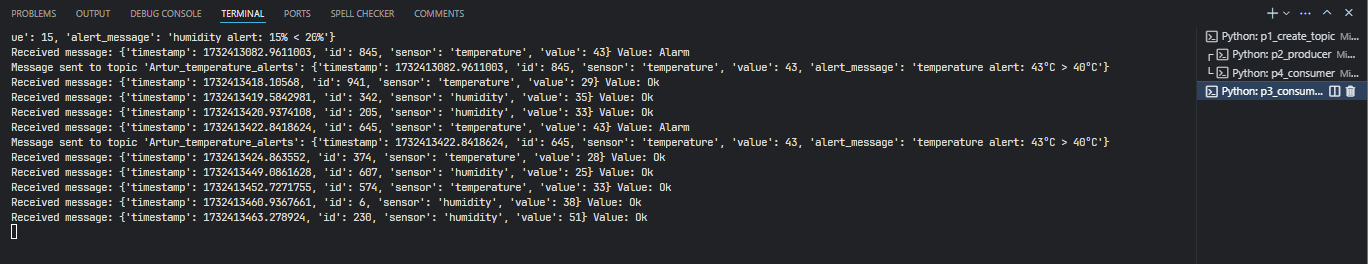 PROBLEMS OUTPUT DEBUG CONSOLE TERMINAL PORTS SPELL CHECKER COMMENTS
ue': 15, 'alert_message': 'humidity alert: 15% < 20%'}
Received message: {'timestamp': 1732413082.9611003, 'id': 845, 'sensor': 'temperature', 'value': 43} Value: Alarm
Message sent to topic 'Artur_temperature_alerts': {'timestamp': 1732413082.9611003, 'id': 845, 'sensor': 'temperature', 'value': 43, 'alert_message': 'temperature alert: 43°C > 40°C'}
Received message: {'timestamp': 1732413418.10568, 'id': 941, 'sensor': 'temperature', 'value': 29} Value: Ok
Received message: {'timestamp': 1732413419.5842981, 'id': 342, 'sensor': 'humidity', 'value': 35} Value: Ok
Received message: {'timestamp': 1732413420.9374108, 'id': 205, 'sensor': 'humidity', 'value': 33} Value: Ok
Received message: {'timestamp': 1732413422.8418624, 'id': 645, 'sensor': 'temperature', 'value': 43} Value: Alarm
Message sent to topic 'Artur_temperature_alerts': {'timestamp': 1732413422.8418624, 'id': 645, 'sensor': 'temperature', 'value': 43, 'alert_message': 'temperature alert: 43°C > 40°C'}
Received message: {'timestamp': 1732413424.863552, 'id': 374, 'sensor': 'temperature', 'value': 28} Value: Ok
Received message: {'timestamp': 1732413449.0861628, 'id': 607, 'sensor': 'humidity', 'value': 25} Value: Ok
Received message: {'timestamp': 1732413452.7271755, 'id': 574, 'sensor': 'temperature', 'value': 33} Value: Ok
Received message: {'timestamp': 1732413460.9367661, 'id': 6, 'sensor': 'humidity', 'value': 38} Value: Ok
Received message: {'timestamp': 1732413463.278924, 'id': 230, 'sensor': 'humidity', 'value': 51} Value: Ok
Python: p1_create_topic Mi...
Python: p2_producer Mi...
Python: p4_consumer Mi...
Python: p3_consum...